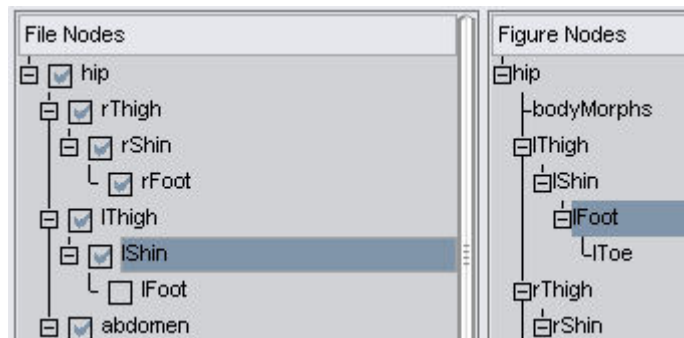 File Nodes
hip
rThigh
rShin
rFoot
lThigh
lShin
lFoot
abdomen
Figure Nodes
hip
bodyMorphs
lThigh
lShin
lFoot
lToe
rThigh
rShin